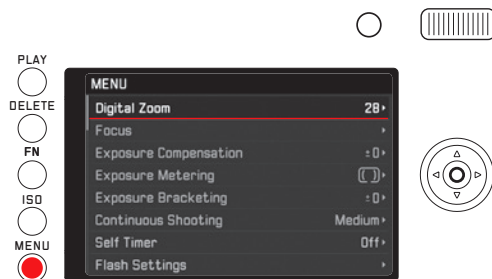 PLAY
DELETE
FN
ISO
MENU
MENU
Digital Zoom 28
Focus
Exposure Compensation ±0
Exposure Metering
Exposure Bracketing ±0
Continuous Shooting Medium
Self Timer Off
Flash Settings